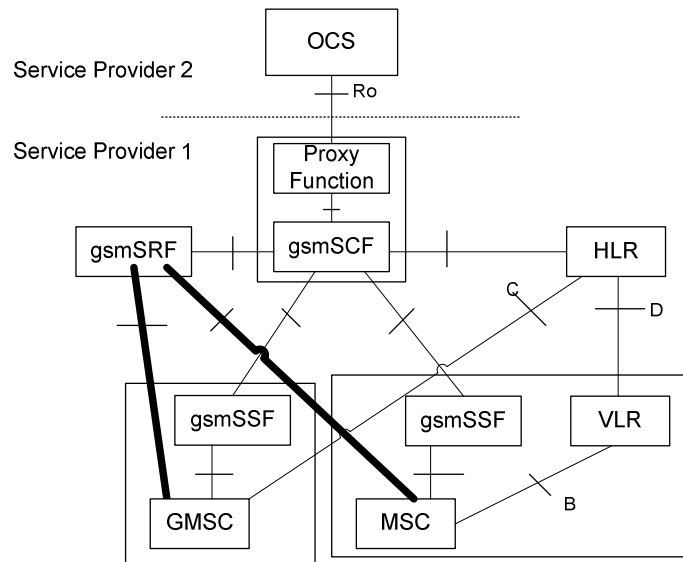 OCS
Service Provider 2
Ro
Service Provider 1
Proxy
Function
gsmSRF
gsmSCF
HLR
C
D
gsmSSF
gsmSSF
VLR
GMSC
MSC
B